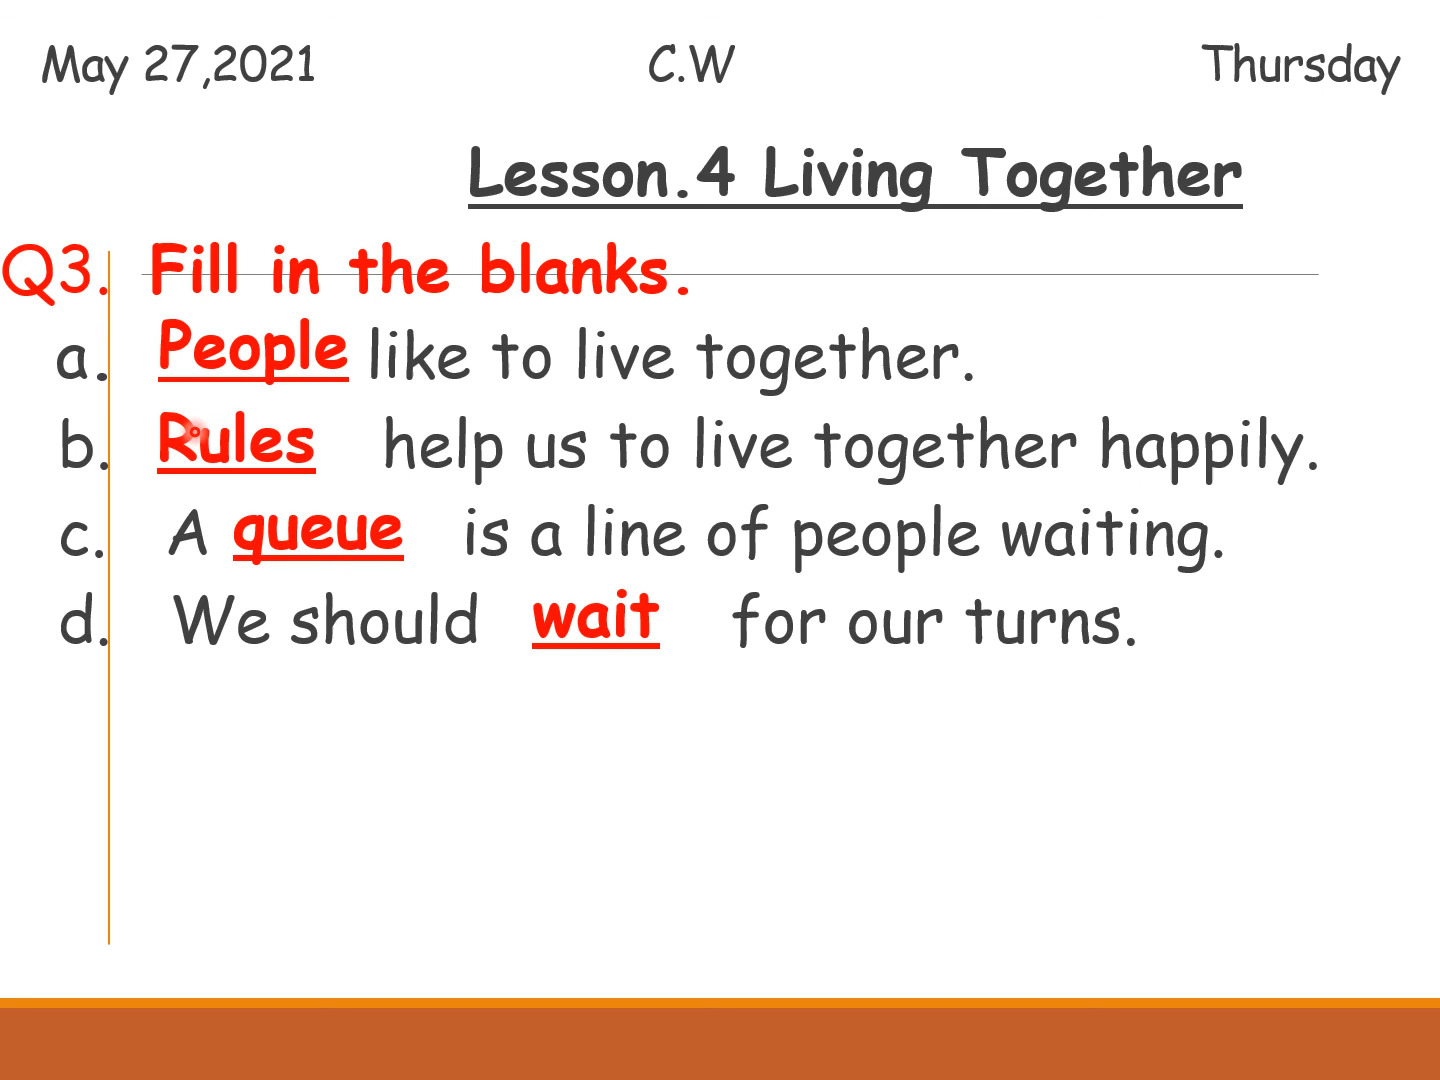 May 27,2021 C.W Thursday
Lesson.4 Living Together
Q3. Fill in the blanks.
a. People like to live together.
b. Rules help us to live together happily.
c. A queue is a line of people waiting.
d. We should wait for our turns.